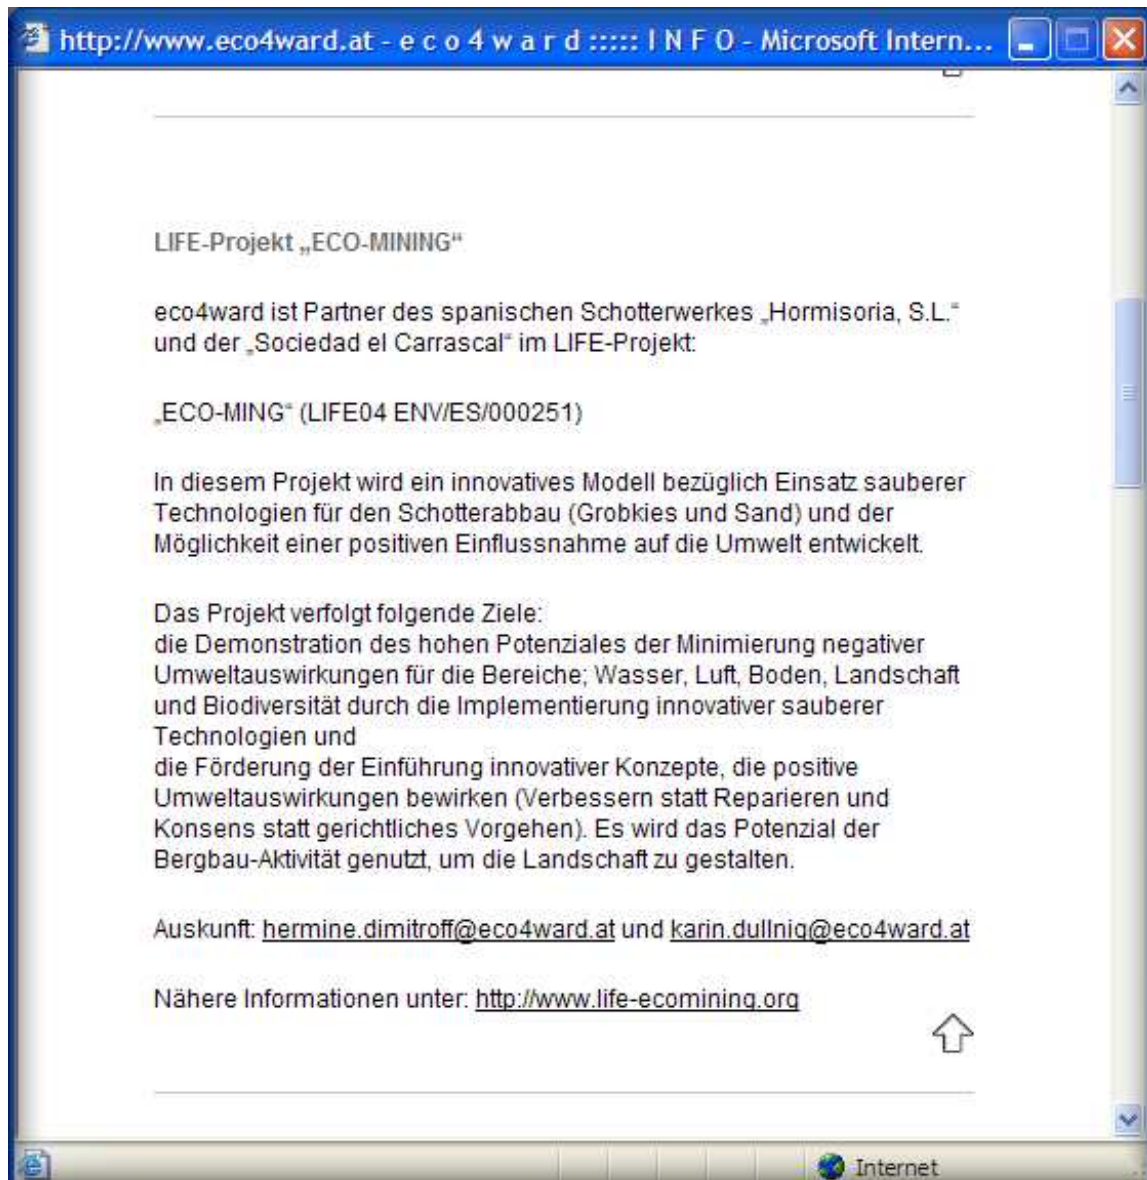 http://www.eco4ward.at - e c o 4 w a r d ::::: I N F O - Microsoft Intern...
LIFE-Projekt „ECO-MINING“
eco4ward ist Partner des spanischen Schotterwerkes „Hormisoria, S.L.“
und der „Sociedad el Carrascal“ im LIFE-Projekt:
„ECO-MING“ (LIFE04 ENV/ES/000251)
In diesem Projekt wird ein innovatives Modell bezüglich Einsatz sauberer
Technologien für den Schotterabbau (Grobkies und Sand) und der
Möglichkeit einer positiven Einflussnahme auf die Umwelt entwickelt.
Das Projekt verfolgt folgende Ziele:
die Demonstration des hohen Potenziales der Minimierung negativer
Umweltauswirkungen für die Bereiche; Wasser, Luft, Boden, Landschaft
und Biodiversität durch die Implementierung innovativer sauberer
Technologien und
die Förderung der Einführung innovativer Konzepte, die positive
Umweltauswirkungen bewirken (Verbessern statt Reparieren und
Konsens statt gerichtliches Vorgehen). Es wird das Potenzial der
Bergbau-Aktivität genutzt, um die Landschaft zu gestalten.
Auskunft: hermine.dimitroff@eco4ward.at und karin.dullnig@eco4ward.at
Nähere Informationen unter: http://www.life-ecomining.org
Internet